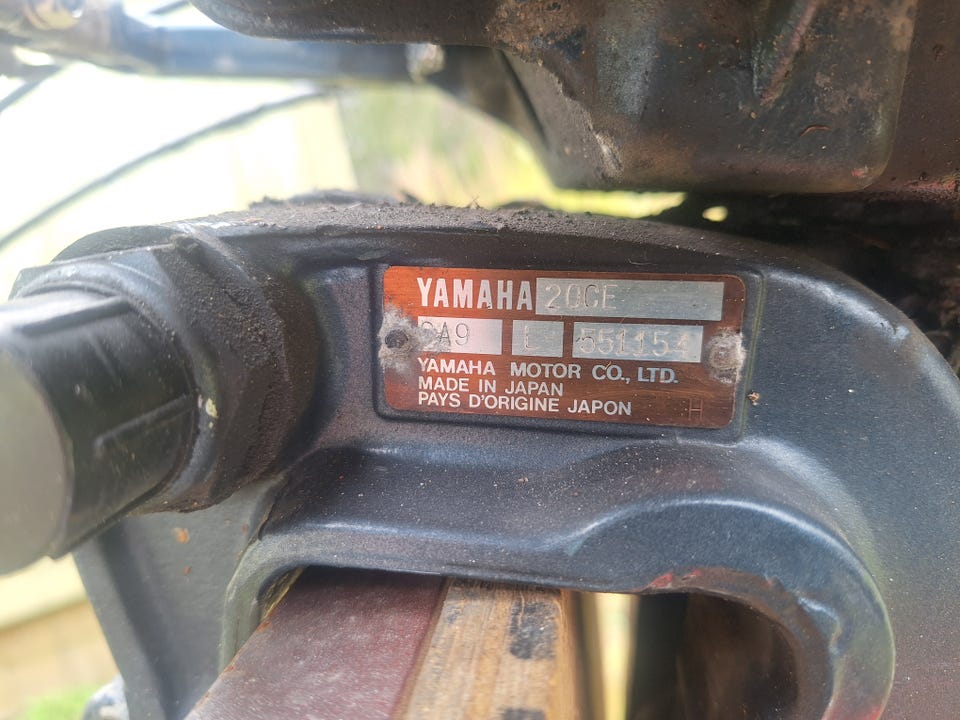 YAMAHA 20CE
6A9 L 551154
YAMAHA MOTOR CO., LTD.
MADE IN JAPAN
PAYS D'ORIGINE JAPON H